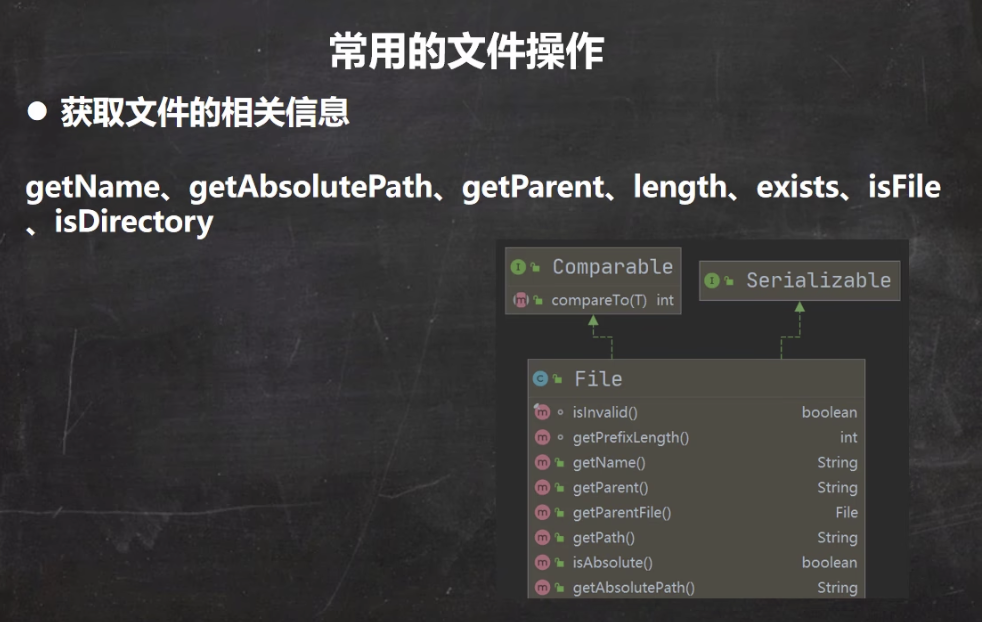 常用的文件操作
● 获取文件的相关信息
getName、getAbsolutePath、getParent、length、exists、isFile
、isDirectory
I Comparable
m compareTo(T) int
I Serializable
C File
m isInvalid() boolean
m getPrefixLength() int
m getName() String
m getParent() String
m getParentFile() File
m getPath() String
m isAbsolute() boolean
m getAbsolutePath() String